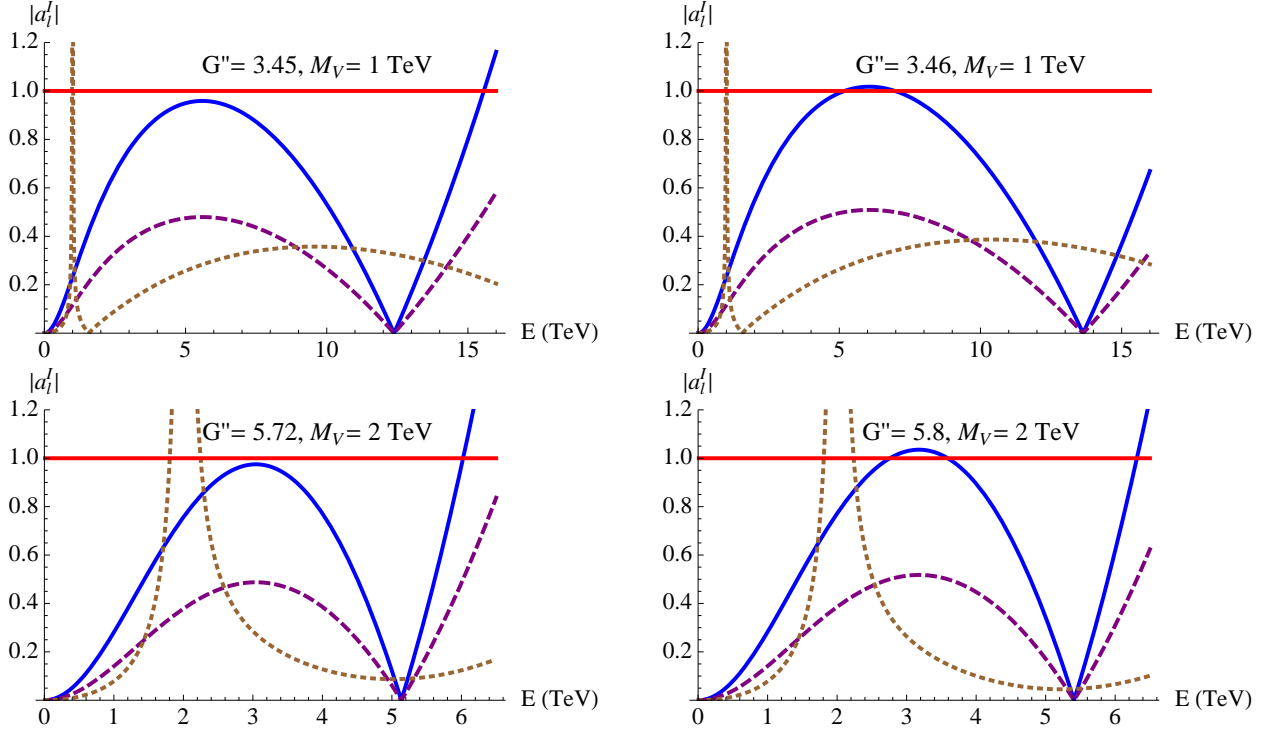 |a_l^I|
1.2
G''= 3.45, M_V= 1 TeV
1.0
0.8
0.6
0.4
0.2
0 5 10 15 E (TeV)
|a_l^I|
1.2
G''= 3.46, M_V= 1 TeV
1.0
0.8
0.6
0.4
0.2
0 5 10 15 E (TeV)
|a_l^I|
1.2
G''= 5.72, M_V= 2 TeV
1.0
0.8
0.6
0.4
0.2
0 1 2 3 4 5 6 E (TeV)
|a_l^I|
1.2
G''= 5.8, M_V= 2 TeV
1.0
0.8
0.6
0.4
0.2
0 1 2 3 4 5 6 E (TeV)